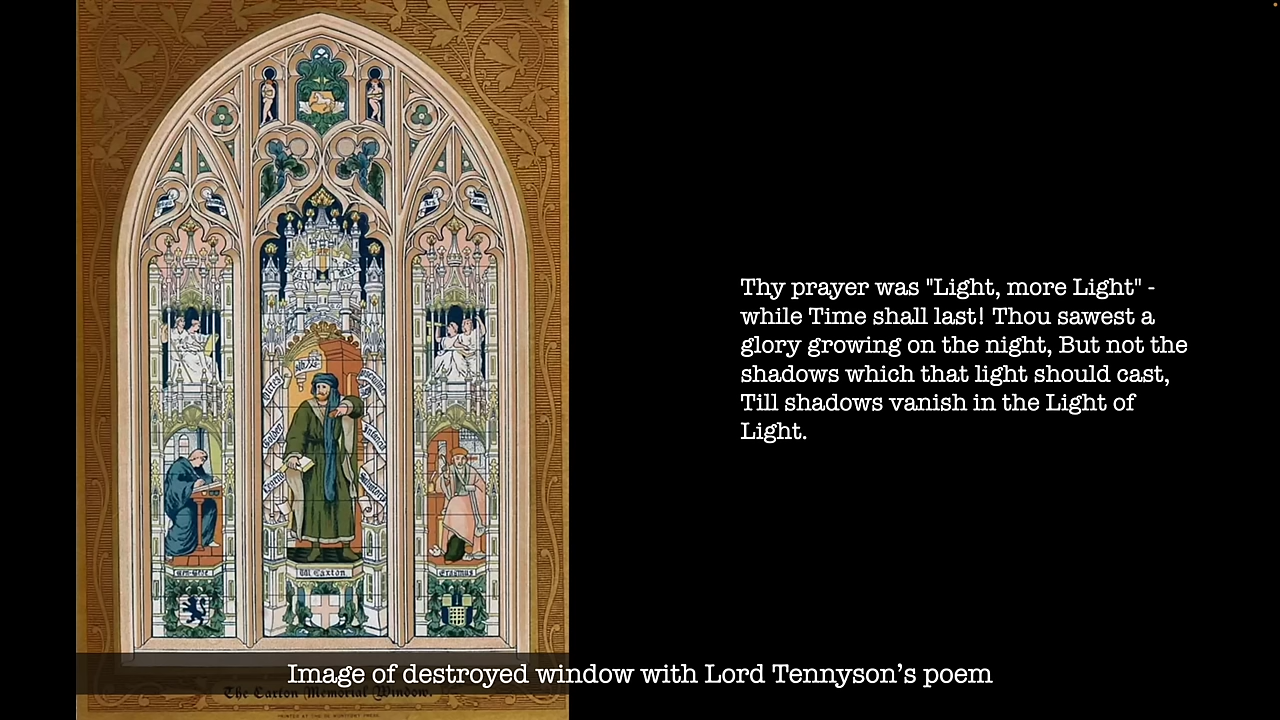 Wm Caxton
Erasmus
The Caxton Memorial Window.
Thy prayer was "Light, more Light" -
while Time shall last! Thou sawest a
glory growing on the night, But not the
shadows which that light should cast,
Till shadows vanish in the Light of
Light.
Image of destroyed window with Lord Tennyson’s poem